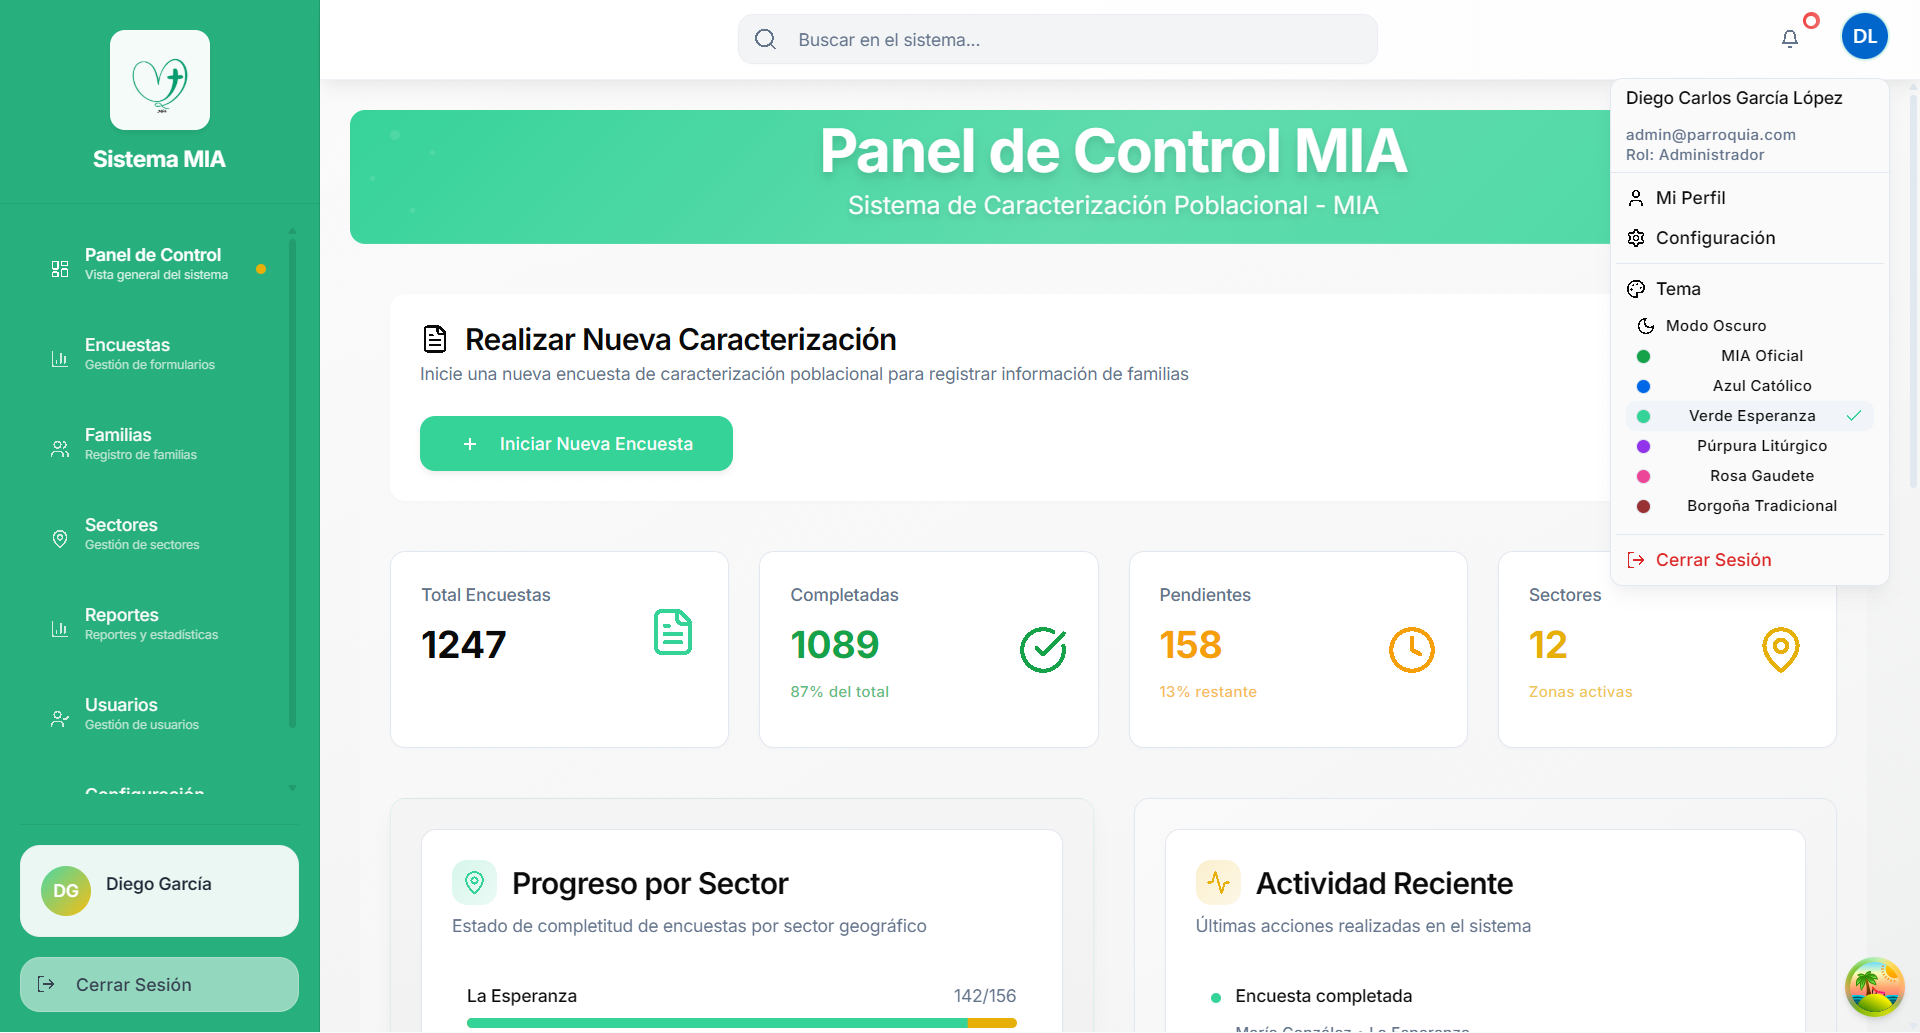 Sistema MIA
Panel de Control
Vista general del sistema
Encuestas
Gestión de formularios
Familias
Registro de familias
Sectores
Gestión de sectores
Reportes
Reportes y estadísticas
Usuarios
Gestión de usuarios
Configuración
DG
Diego García
Cerrar Sesión
Buscar en el sistema...
DL
Panel de Control MIA
Sistema de Caracterización Poblacional - MIA
Diego Carlos García López
admin@parroquia.com
Rol: Administrador
Mi Perfil
Configuración
Tema
Modo Oscuro
MIA Oficial
Azul Católico
Verde Esperanza
Púrpura Litúrgico
Rosa Gaudete
Borgoña Tradicional
Cerrar Sesión
Realizar Nueva Caracterización
Inicie una nueva encuesta de caracterización poblacional para registrar información de familias
Iniciar Nueva Encuesta
Total Encuestas
1247
Completadas
1089
87% del total
Pendientes
158
13% restante
Sectores
12
Zonas activas
Progreso por Sector
Estado de completitud de encuestas por sector geográfico
La Esperanza 142/156
Actividad Reciente
Últimas acciones realizadas en el sistema
Encuesta completada
María González • La Esperanza